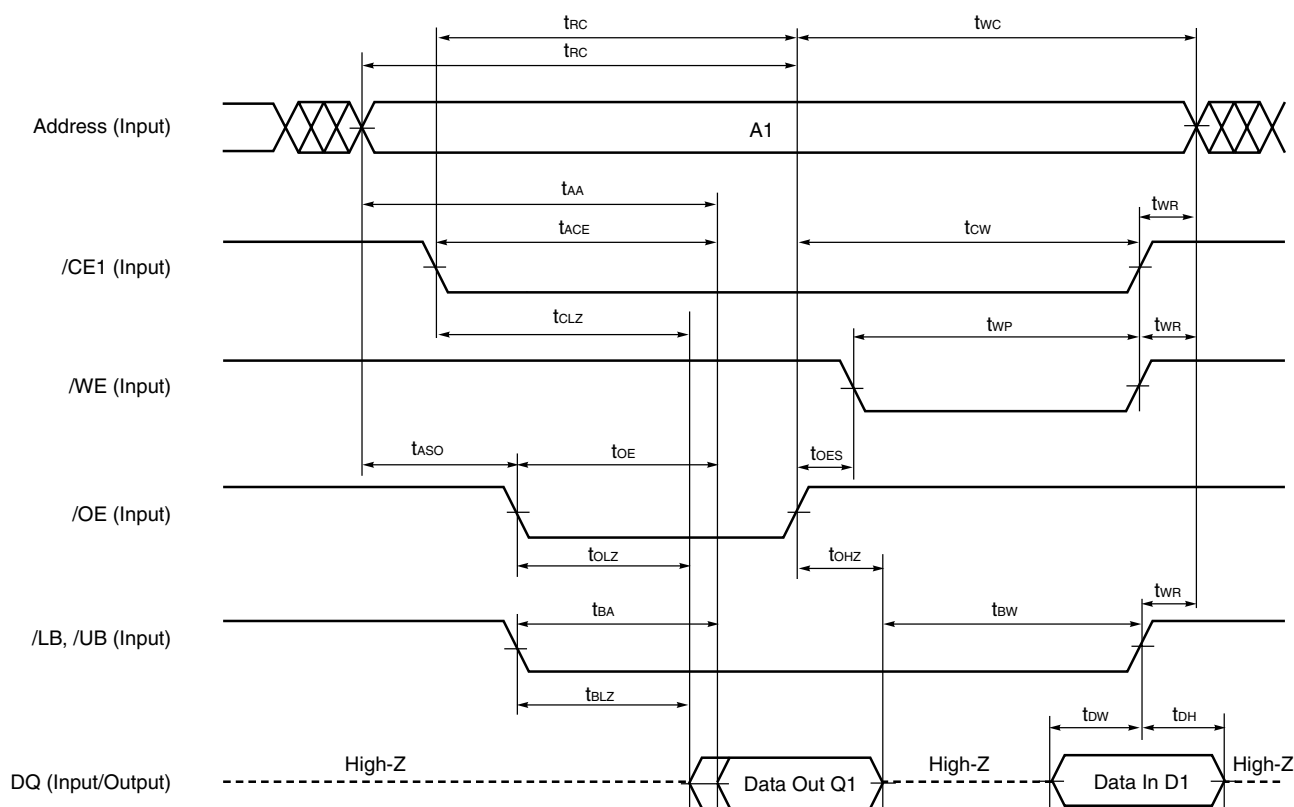 tRC
tWC
tRC
Address (Input)
A1
tAA
tWR
tACE
tCW
/CE1 (Input)
tCLZ
tWP
tWR
/WE (Input)
tASO
tOE
tOES
/OE (Input)
tOLZ
tOHZ
tWR
tBA
tBW
/LB, /UB (Input)
tBLZ
tDW
tDH
High-Z
High-Z
High-Z
DQ (Input/Output)
Data Out Q1
Data In D1